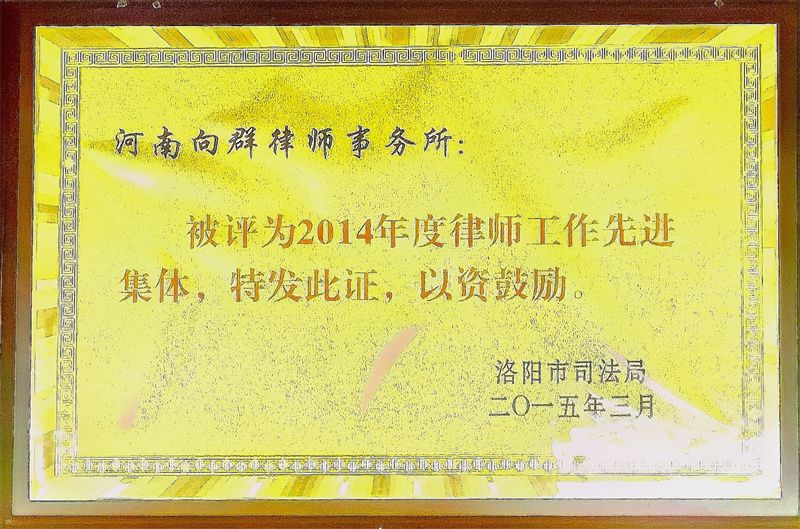 河南向群律师事务所：
被评为2014年度律师工作先进
集体，特发此证，以资鼓励。
洛阳市司法局
二〇一五年三月